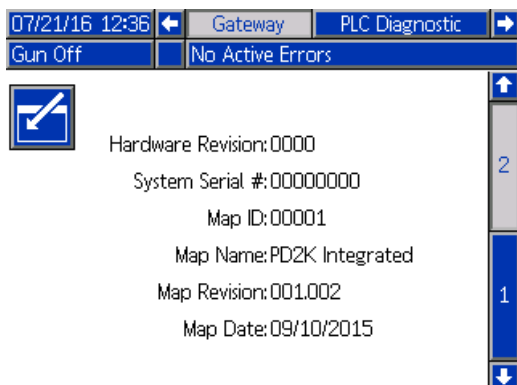 07/21/16 12:36 Gateway PLC Diagnostic
Gun Off No Active Errors
Hardware Revision:0000
System Serial #:00000000
Map ID:00001
Map Name:PD2K Integrated
Map Revision:001.002
Map Date:09/10/2015
2
1